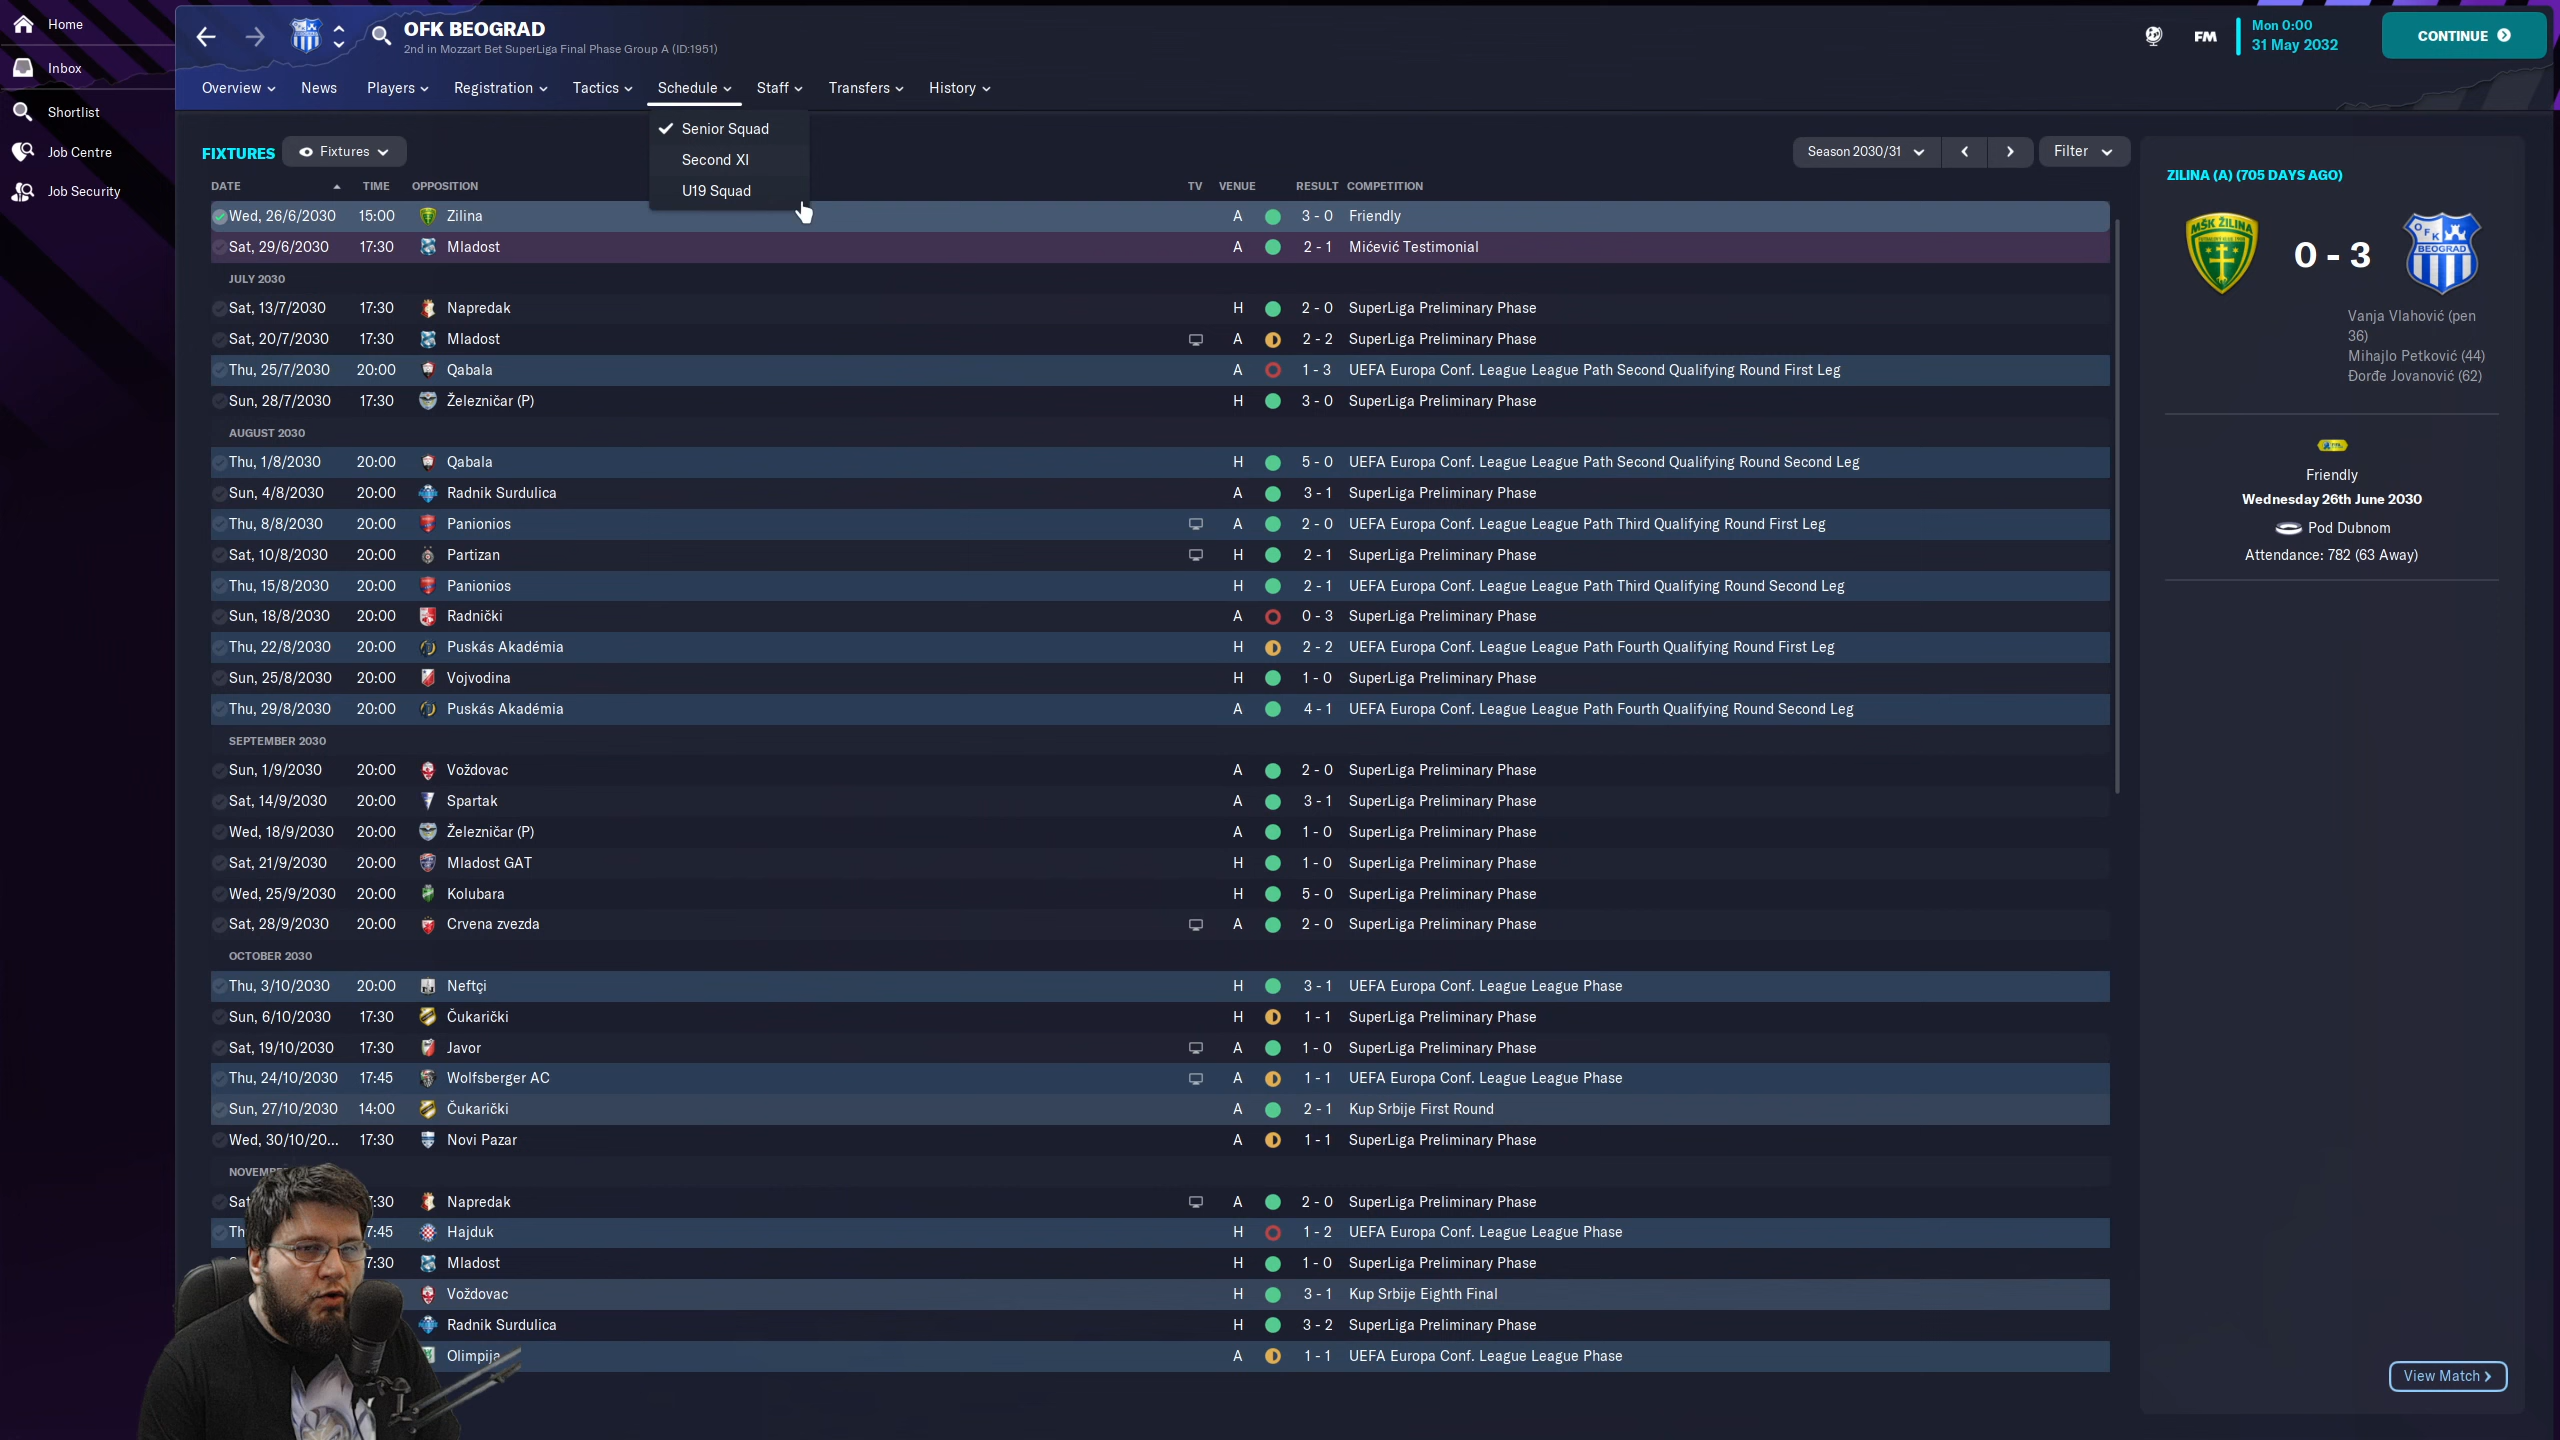 Home
Inbox
Shortlist
Job Centre
Job Security
OFK BEOGRAD
2nd in Mozzart Bet SuperLiga Final Phase Group A (ID:1951)
FM
Mon 0:00
31 May 2032
CONTINUE
Overview News Players Registration Tactics Schedule Staff Transfers History
Senior Squad
Second XI
U19 Squad
FIXTURES Fixtures Season 2030/31 Filter
DATE TIME OPPOSITION TV VENUE RESULT COMPETITION
Wed, 26/6/2030 15:00 Zilina A 3 - 0 Friendly
Sat, 29/6/2030 17:30 Mladost A 2 - 1 Mićević Testimonial
JULY 2030
Sat, 13/7/2030 17:30 Napredak H 2 - 0 SuperLiga Preliminary Phase
Sat, 20/7/2030 17:30 Mladost A 2 - 2 SuperLiga Preliminary Phase
Thu, 25/7/2030 20:00 Qabala A 1 - 3 UEFA Europa Conf. League League Path Second Qualifying Round First Leg
Sun, 28/7/2030 17:30 Železničar (P) H 3 - 0 SuperLiga Preliminary Phase
AUGUST 2030
Thu, 1/8/2030 20:00 Qabala H 5 - 0 UEFA Europa Conf. League League Path Second Qualifying Round Second Leg
Sun, 4/8/2030 20:00 Radnik Surdulica A 3 - 1 SuperLiga Preliminary Phase
Thu, 8/8/2030 20:00 Panionios A 2 - 0 UEFA Europa Conf. League League Path Third Qualifying Round First Leg
Sat, 10/8/2030 20:00 Partizan H 2 - 1 SuperLiga Preliminary Phase
Thu, 15/8/2030 20:00 Panionios H 2 - 1 UEFA Europa Conf. League League Path Third Qualifying Round Second Leg
Sun, 18/8/2030 20:00 Radnički A 0 - 3 SuperLiga Preliminary Phase
Thu, 22/8/2030 20:00 Puskás Akadémia H 2 - 2 UEFA Europa Conf. League League Path Fourth Qualifying Round First Leg
Sun, 25/8/2030 20:00 Vojvodina H 1 - 0 SuperLiga Preliminary Phase
Thu, 29/8/2030 20:00 Puskás Akadémia A 4 - 1 UEFA Europa Conf. League League Path Fourth Qualifying Round Second Leg
SEPTEMBER 2030
Sun, 1/9/2030 20:00 Voždovac A 2 - 0 SuperLiga Preliminary Phase
Sat, 14/9/2030 20:00 Spartak A 3 - 1 SuperLiga Preliminary Phase
Wed, 18/9/2030 20:00 Železničar (P) A 1 - 0 SuperLiga Preliminary Phase
Sat, 21/9/2030 20:00 Mladost GAT H 1 - 0 SuperLiga Preliminary Phase
Wed, 25/9/2030 20:00 Kolubara H 5 - 0 SuperLiga Preliminary Phase
Sat, 28/9/2030 20:00 Crvena zvezda A 2 - 0 SuperLiga Preliminary Phase
OCTOBER 2030
Thu, 3/10/2030 20:00 Neftçi H 3 - 1 UEFA Europa Conf. League League Phase
Sun, 6/10/2030 17:30 Čukarički H 1 - 1 SuperLiga Preliminary Phase
Sat, 19/10/2030 17:30 Javor A 1 - 0 SuperLiga Preliminary Phase
Thu, 24/10/2030 17:45 Wolfsberger AC A 1 - 1 UEFA Europa Conf. League League Phase
Sun, 27/10/2030 14:00 Čukarički A 2 - 1 Kup Srbije First Round
Wed, 30/10/20... 17:30 Novi Pazar A 1 - 1 SuperLiga Preliminary Phase
Sat :30 Napredak A 2 - 0 SuperLiga Preliminary Phase
Th 7:45 Hajduk H 1 - 2 UEFA Europa Conf. League League Phase
7:30 Mladost H 1 - 0 SuperLiga Preliminary Phase
Voždovac H 3 - 1 Kup Srbije Eighth Final
Radnik Surdulica H 3 - 2 SuperLiga Preliminary Phase
Olimpija A 1 - 1 UEFA Europa Conf. League League Phase
ZILINA (A) (705 DAYS AGO)
MŠK ŽILINA
0 - 3
OFK
BEOGRAD
Vanja Vlahović (pen
36)
Mihajlo Petković (44)
Đorđe Jovanović (62)
Friendly
Wednesday 26th June 2030
Pod Dubnom
Attendance: 782 (63 Away)
View Match